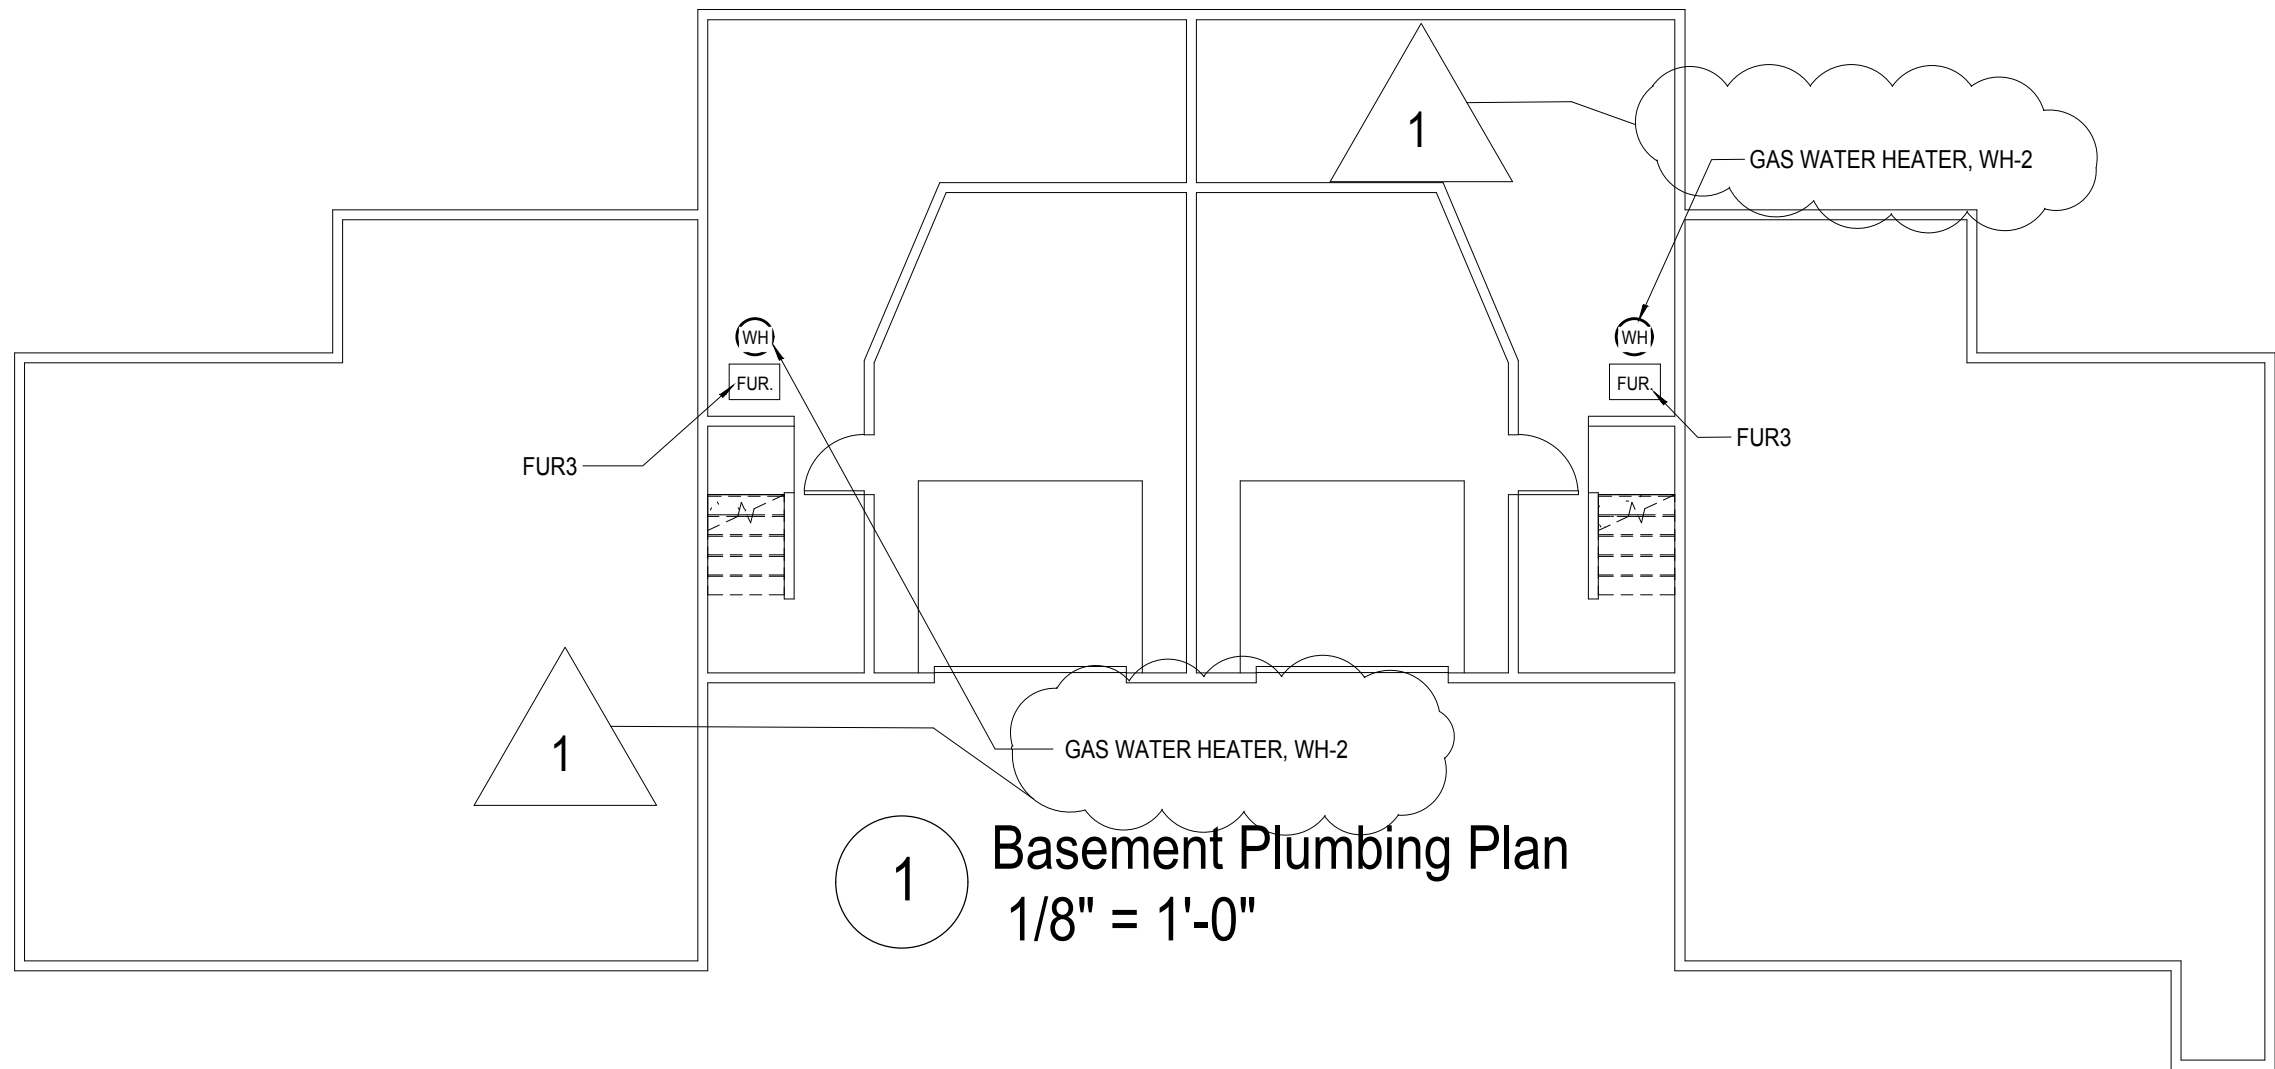 1
GAS WATER HEATER, WH-2
WH
WH
FUR.
FUR.
FUR3
FUR3
1
GAS WATER HEATER, WH-2
1
Basement Plumbing Plan
1/8" = 1'-0"